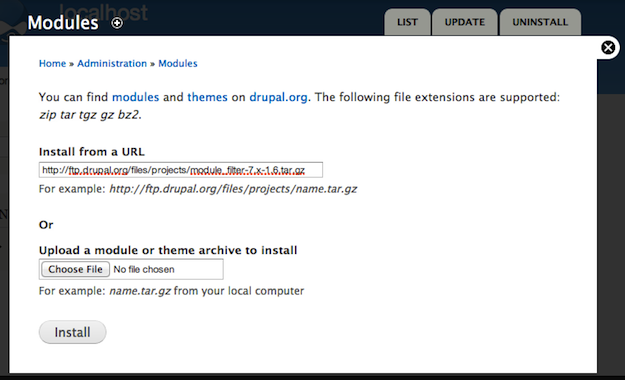 localhost
Modules
LIST UPDATE UNINSTALL
Home » Administration » Modules
You can find modules and themes on drupal.org. The following file extensions are supported:
zip tar tgz gz bz2.
Install from a URL
http://ftp.drupal.org/files/projects/module_filter-7.x-1.6.tar.gz
For example: http://ftp.drupal.org/files/projects/name.tar.gz
Or
Upload a module or theme archive to install
Choose File No file chosen
For example: name.tar.gz from your local computer
Install